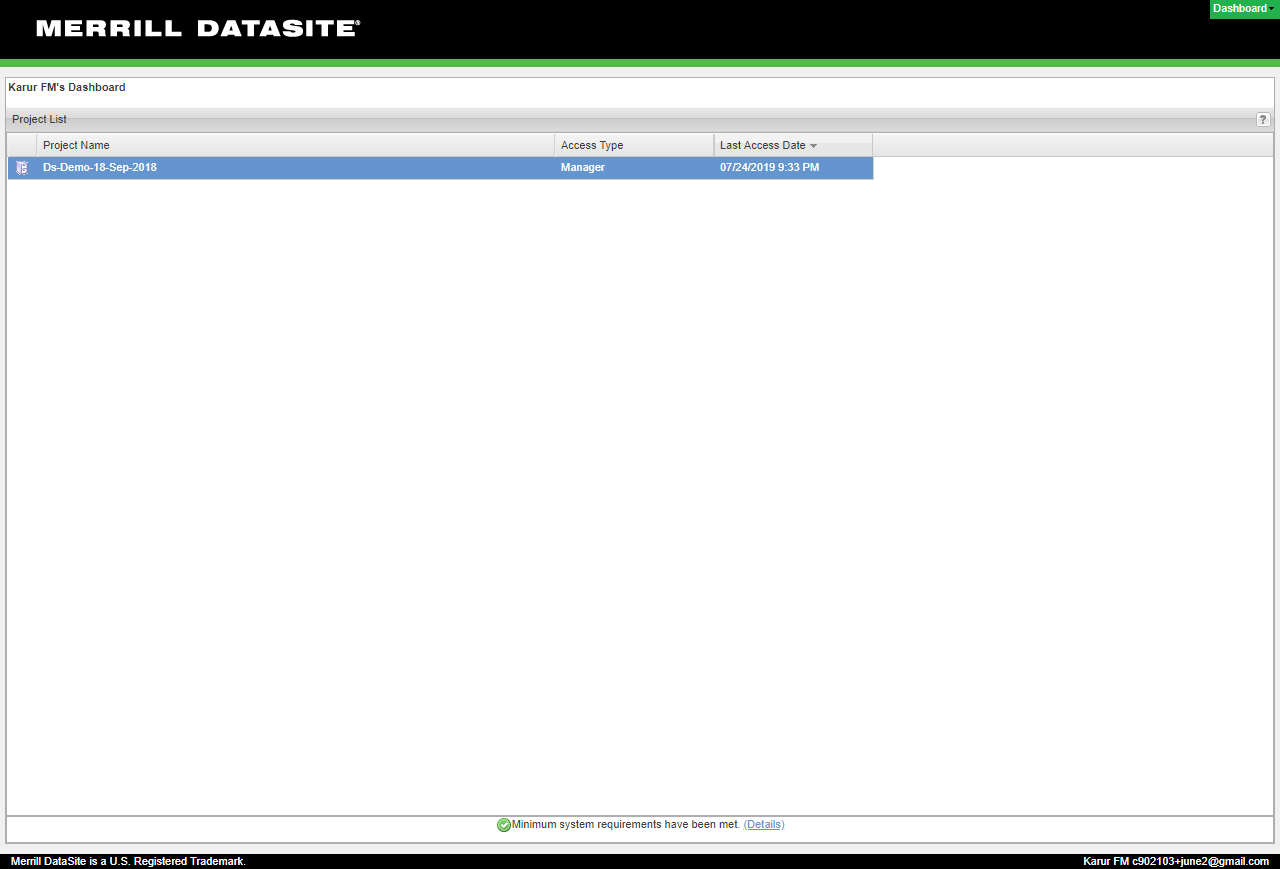 Dashboard
MERRILL DATASITE®
Karur FM's Dashboard
Project List ?
Project Name Access Type Last Access Date
Ds-Demo-18-Sep-2018 Manager 07/24/2019 9:33 PM
Minimum system requirements have been met. (Details)
Merrill DataSite is a U.S. Registered Trademark. Karur FM c902103+june2@gmail.com